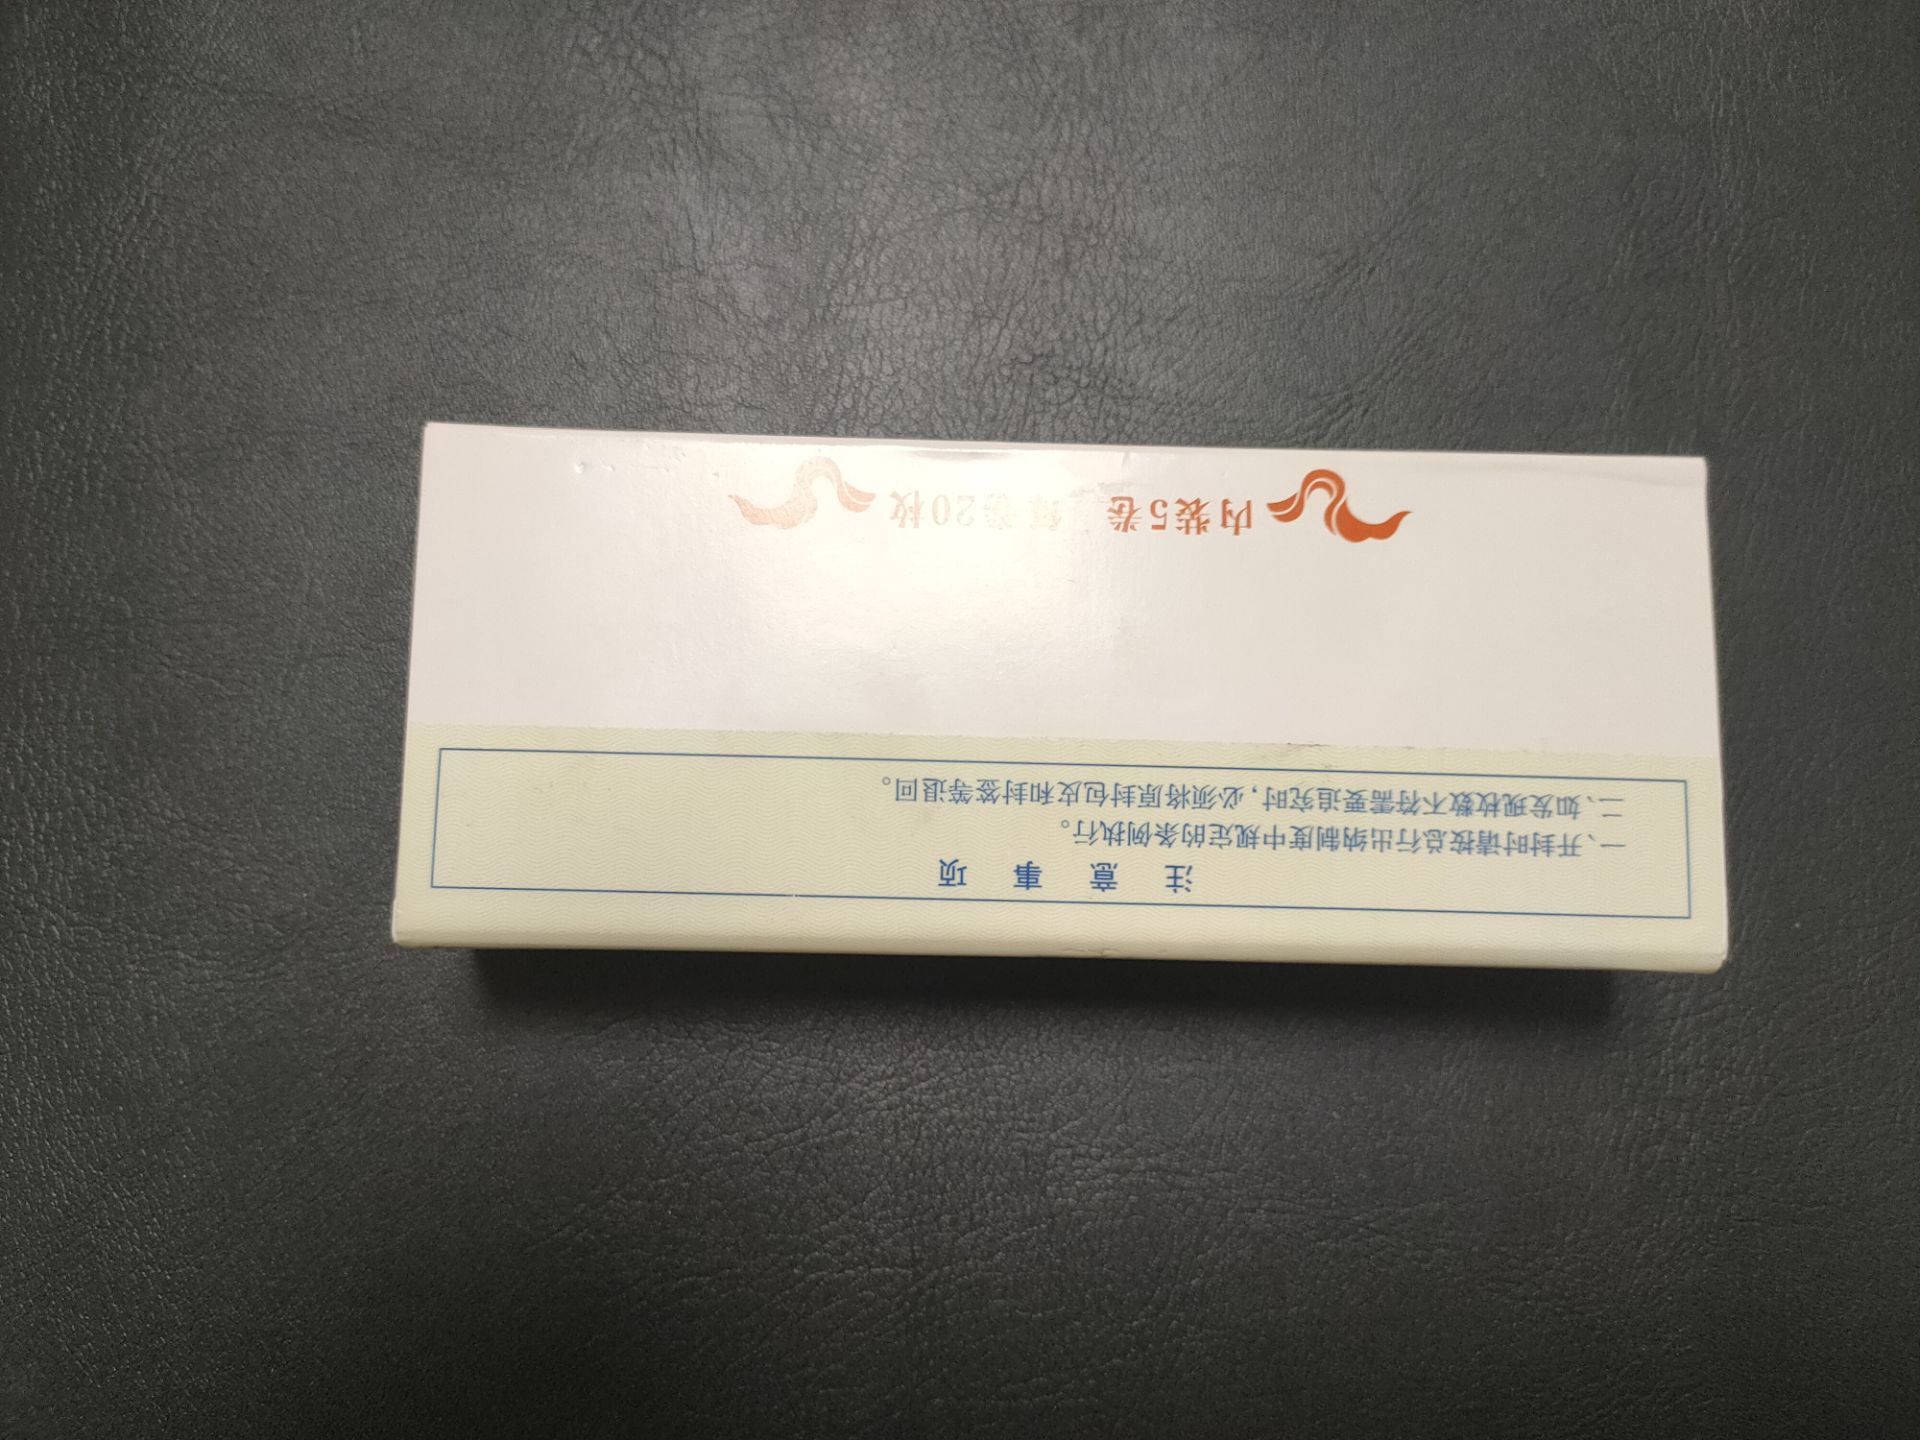 注意事项
一、开封时请按总行出纳制度中规定的条例执行。
二、如发现枚数不符需要追究时,必须将原封包皮和封签等退回。
内装5卷 每卷20枚